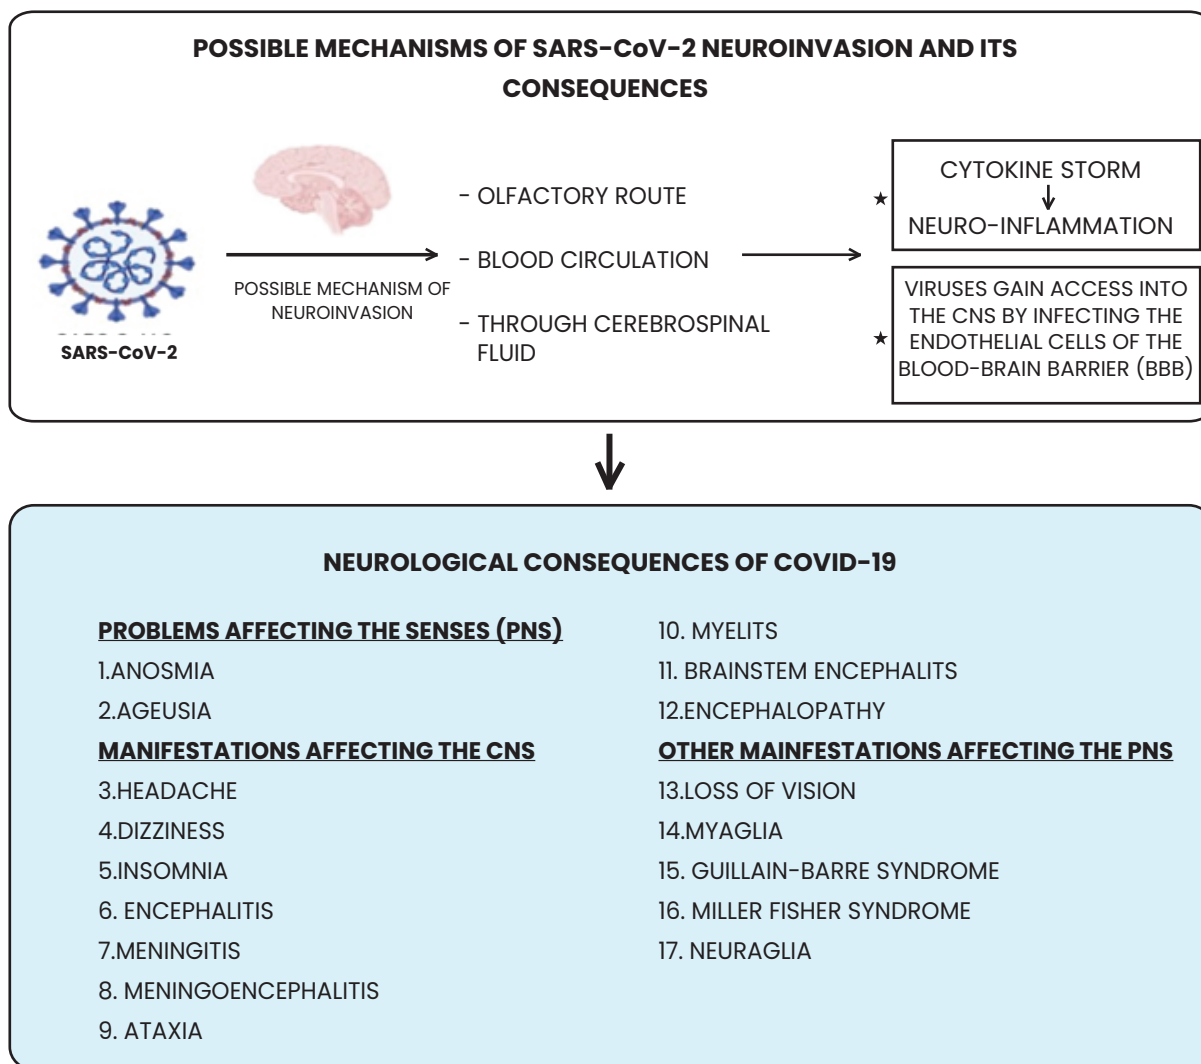 POSSIBLE MECHANISMS OF SARS-CoV-2 NEUROINVASION AND ITS
CONSEQUENCES
SARS-CoV-2
POSSIBLE MECHANISM OF
NEUROINVASION
- OLFACTORY ROUTE
- BLOOD CIRCULATION
- THROUGH CEREBROSPINAL
FLUID
★ CYTOKINE STORM
NEURO-INFLAMMATION
★ VIRUSES GAIN ACCESS INTO
THE CNS BY INFECTING THE
ENDOTHELIAL CELLS OF THE
BLOOD-BRAIN BARRIER (BBB)
NEUROLOGICAL CONSEQUENCES OF COVID-19
PROBLEMS AFFECTING THE SENSES (PNS)
1.ANOSMIA
2.AGEUSIA
MANIFESTATIONS AFFECTING THE CNS
3.HEADACHE
4.DIZZINESS
5.INSOMNIA
6. ENCEPHALITIS
7.MENINGITIS
8. MENINGOENCEPHALITIS
9. ATAXIA
10. MYELITS
11. BRAINSTEM ENCEPHALITS
12.ENCEPHALOPATHY
OTHER MAINFESTATIONS AFFECTING THE PNS
13.LOSS OF VISION
14.MYAGLIA
15. GUILLAIN-BARRE SYNDROME
16. MILLER FISHER SYNDROME
17. NEURAGLIA